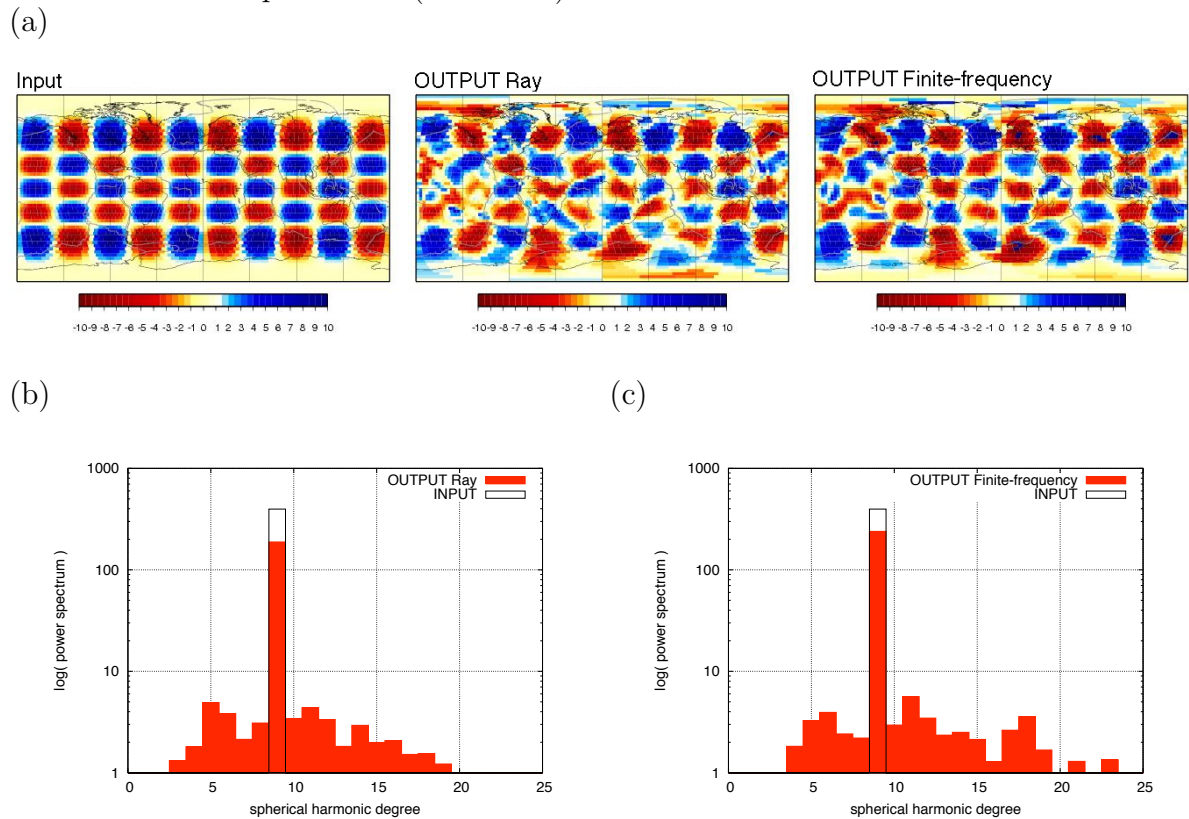 (a)
Input
OUTPUT Ray
OUTPUT Finite-frequency
-10 -9 -8 -7 -6 -5 -4 -3 -2 -1 0 1 2 3 4 5 6 7 8 9 10
-10 -9 -8 -7 -6 -5 -4 -3 -2 -1 0 1 2 3 4 5 6 7 8 9 10
-10 -9 -8 -7 -6 -5 -4 -3 -2 -1 0 1 2 3 4 5 6 7 8 9 10
(b)
1000
100
10
1
log( power spectrum )
OUTPUT Ray
INPUT
0 5 10 15 20 25
spherical harmonic degree
(c)
1000
100
10
1
log( power spectrum )
OUTPUT Finite-frequency
INPUT
0 5 10 15 20 25
spherical harmonic degree